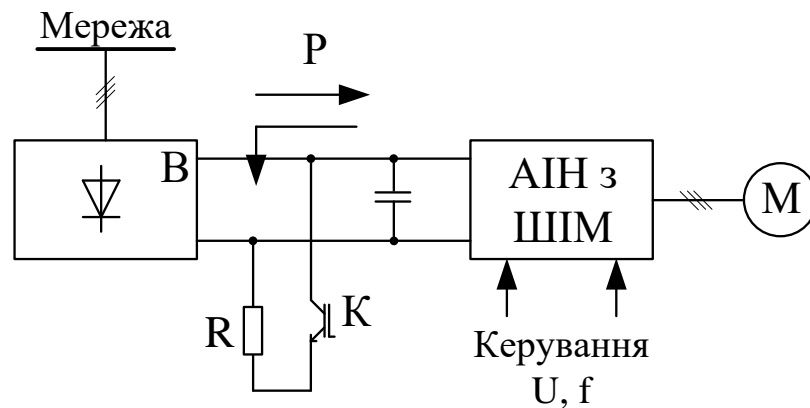 Мережа
P
В
АІН з
ШІМ
М
R
К
Керування
U, f